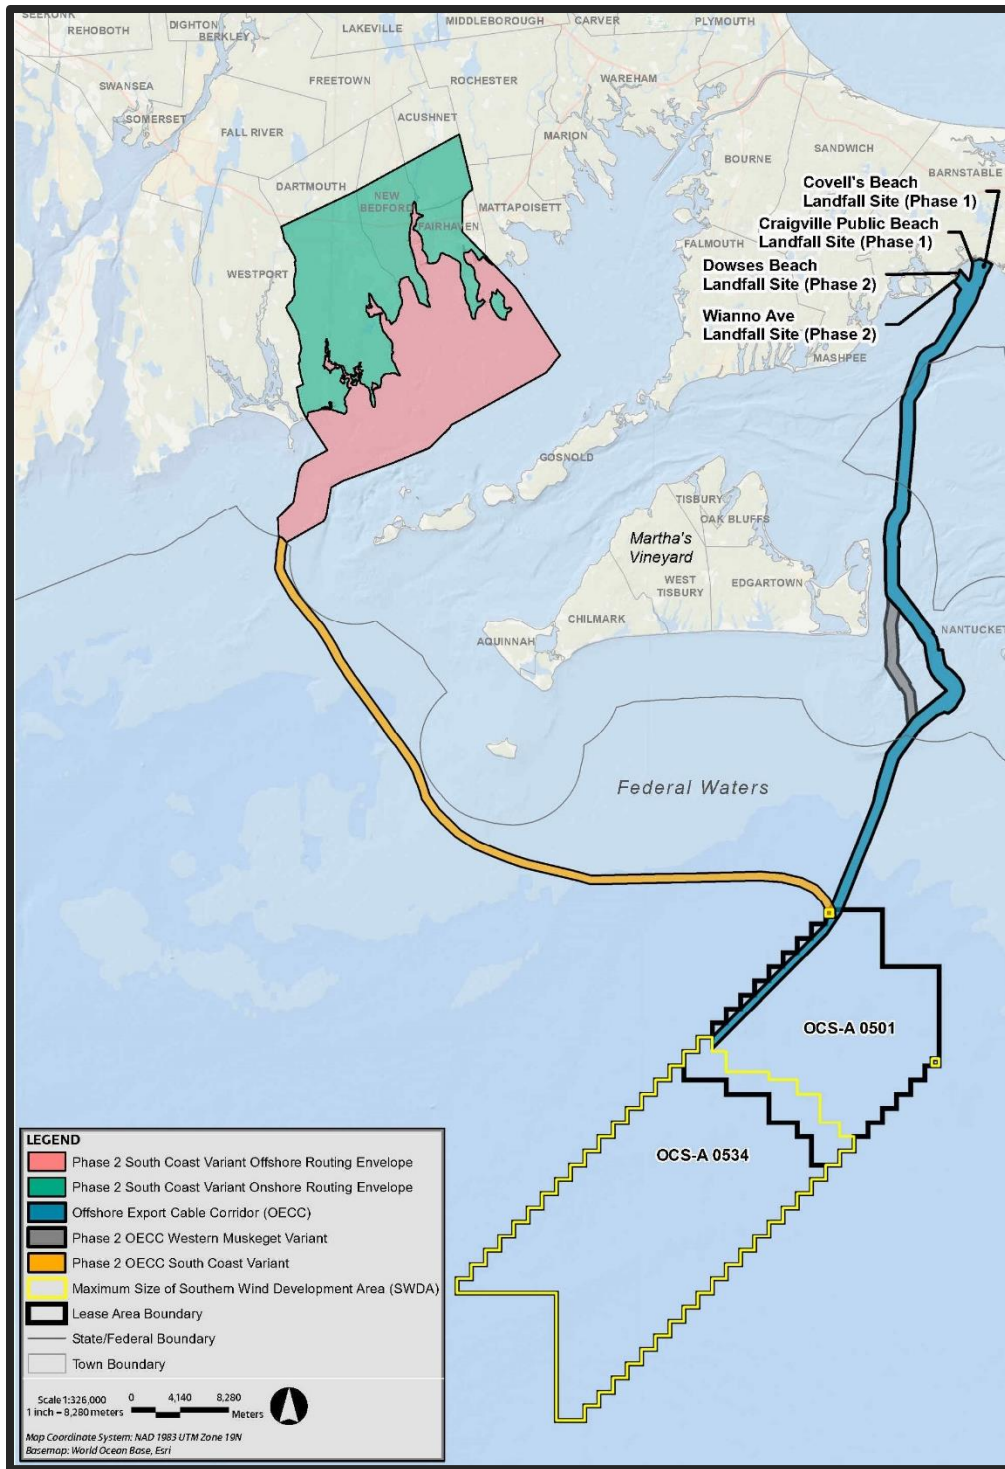 SEEKONK
REHOBOTH
DIGHTON
BERKLEY
LAKEVILLE
MIDDLEBOROUGH
CARVER
PLYMOUTH
SWANSEA
FREETOWN
ROCHESTER
WAREHAM
SOMERSET
FALL RIVER
ACUSHNET
MARION
BOURNE
SANDWICH
BARNSTABLE
DARTMOUTH
NEW
BEDFORD
FAIRHAVEN
MATTAPOISETT
WESTPORT
FALMOUTH
MASHPEE
Covell's Beach
Landfall Site (Phase 1)
Craigville Public Beach
Landfall Site (Phase 1)
Dowses Beach
Landfall Site (Phase 2)
Wianno Ave
Landfall Site (Phase 2)
GOSNOLD
TISBURY
OAK BLUFFS
Martha's
Vineyard
WEST
TISBURY
EDGARTOWN
CHILMARK
AQUINNAH
NANTUCKET
Federal Waters
OCS-A 0501
OCS-A 0534
LEGEND
Phase 2 South Coast Variant Offshore Routing Envelope
Phase 2 South Coast Variant Onshore Routing Envelope
Offshore Export Cable Corridor (OECC)
Phase 2 OECC Western Muskeget Variant
Phase 2 OECC South Coast Variant
Maximum Size of Southern Wind Development Area (SWDA)
Lease Area Boundary
State/Federal Boundary
Town Boundary
Scale 1:326,000
1 inch = 8,280 meters
0 4,140 8,280
Meters
Map Coordinate System: NAD 1983 UTM Zone 19N
Basemap: World Ocean Base, Esri